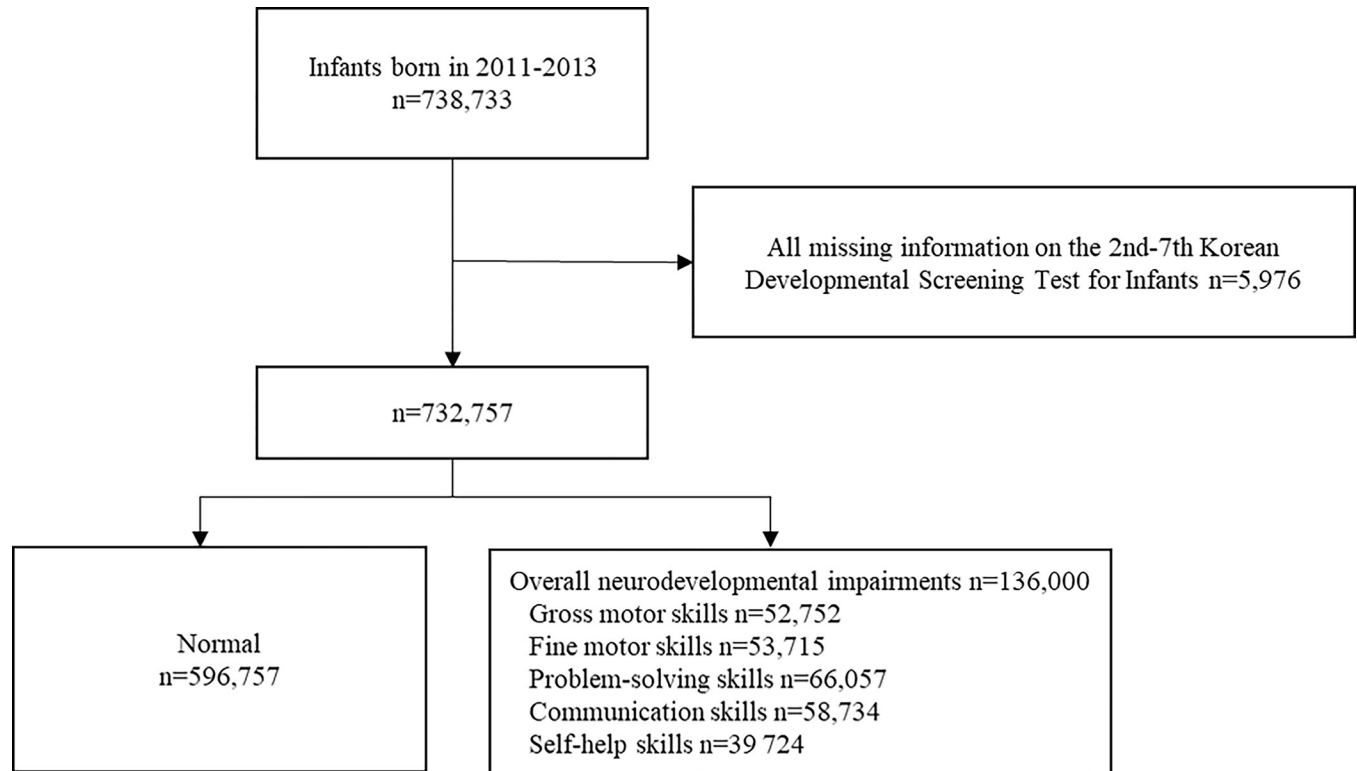 Infants born in 2011-2013
n=738,733
All missing information on the 2nd-7th Korean
Developmental Screening Test for Infants n=5,976
n=732,757
Normal
n=596,757
Overall neurodevelopmental impairments n=136,000
Gross motor skills n=52,752
Fine motor skills n=53,715
Problem-solving skills n=66,057
Communication skills n=58,734
Self-help skills n=39 724